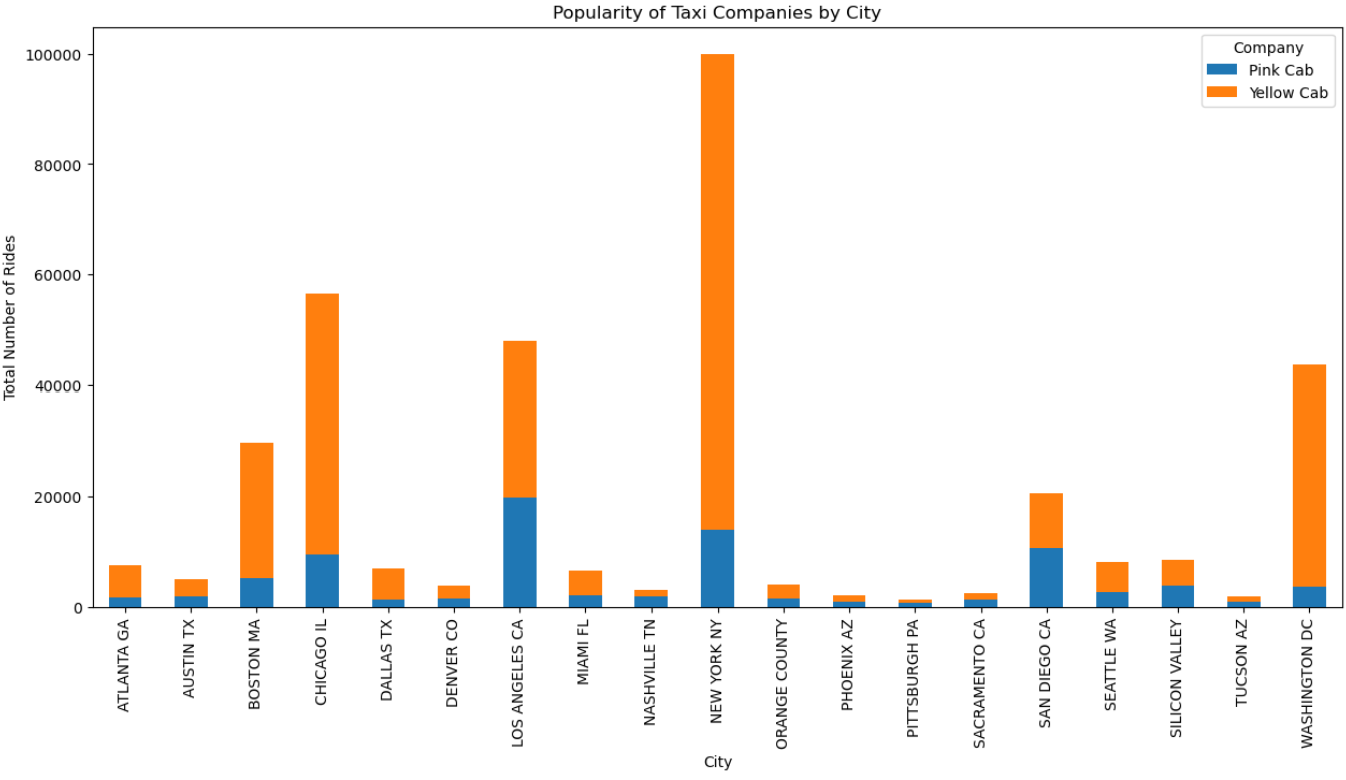 Popularity of Taxi Companies by City
Company
Pink Cab
Yellow Cab
Total Number of Rides
100000
80000
60000
40000
20000
0
ATLANTA GA
AUSTIN TX
BOSTON MA
CHICAGO IL
DALLAS TX
DENVER CO
LOS ANGELES CA
MIAMI FL
NASHVILLE TN
NEW YORK NY
ORANGE COUNTY
PHOENIX AZ
PITTSBURGH PA
SACRAMENTO CA
SAN DIEGO CA
SEATTLE WA
SILICON VALLEY
TUCSON AZ
WASHINGTON DC
City